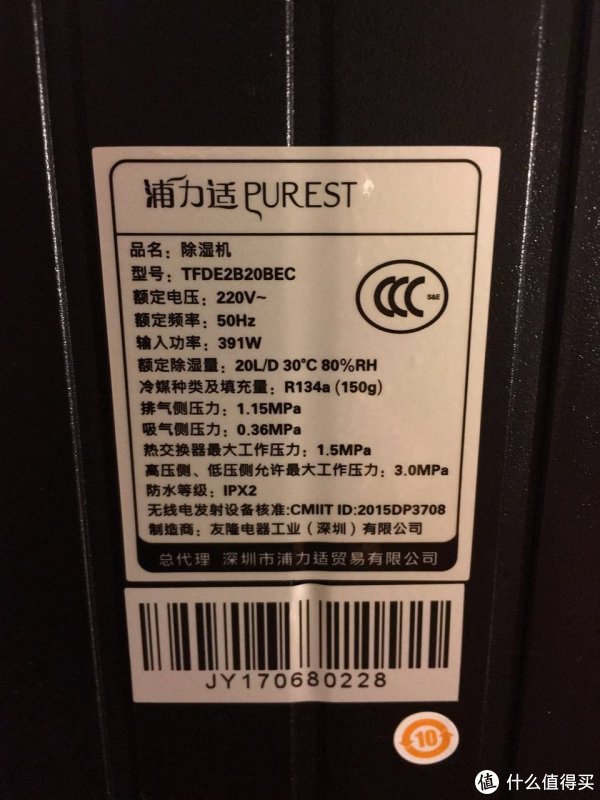 浦力适 PUREST
品名：除湿机
型号：TFDE2B20BEC
额定电压：220V~
额定频率：50Hz
输入功率：391W
额定除湿量：20L/D 30℃ 80%RH
冷媒种类及填充量：R134a (150g)
排气侧压力：1.15MPa
吸气侧压力：0.36MPa
热交换器最大工作压力：1.5MPa
高压侧、低压侧允许最大工作压力：3.0MPa
防水等级：IPX2
无线电发射设备核准:CMIIT ID:2015DP3708
制造商：友隆电器工业（深圳）有限公司
CCC S&E
总代理 深圳市浦力适贸易有限公司
JY170680228
10
值 什么值得买